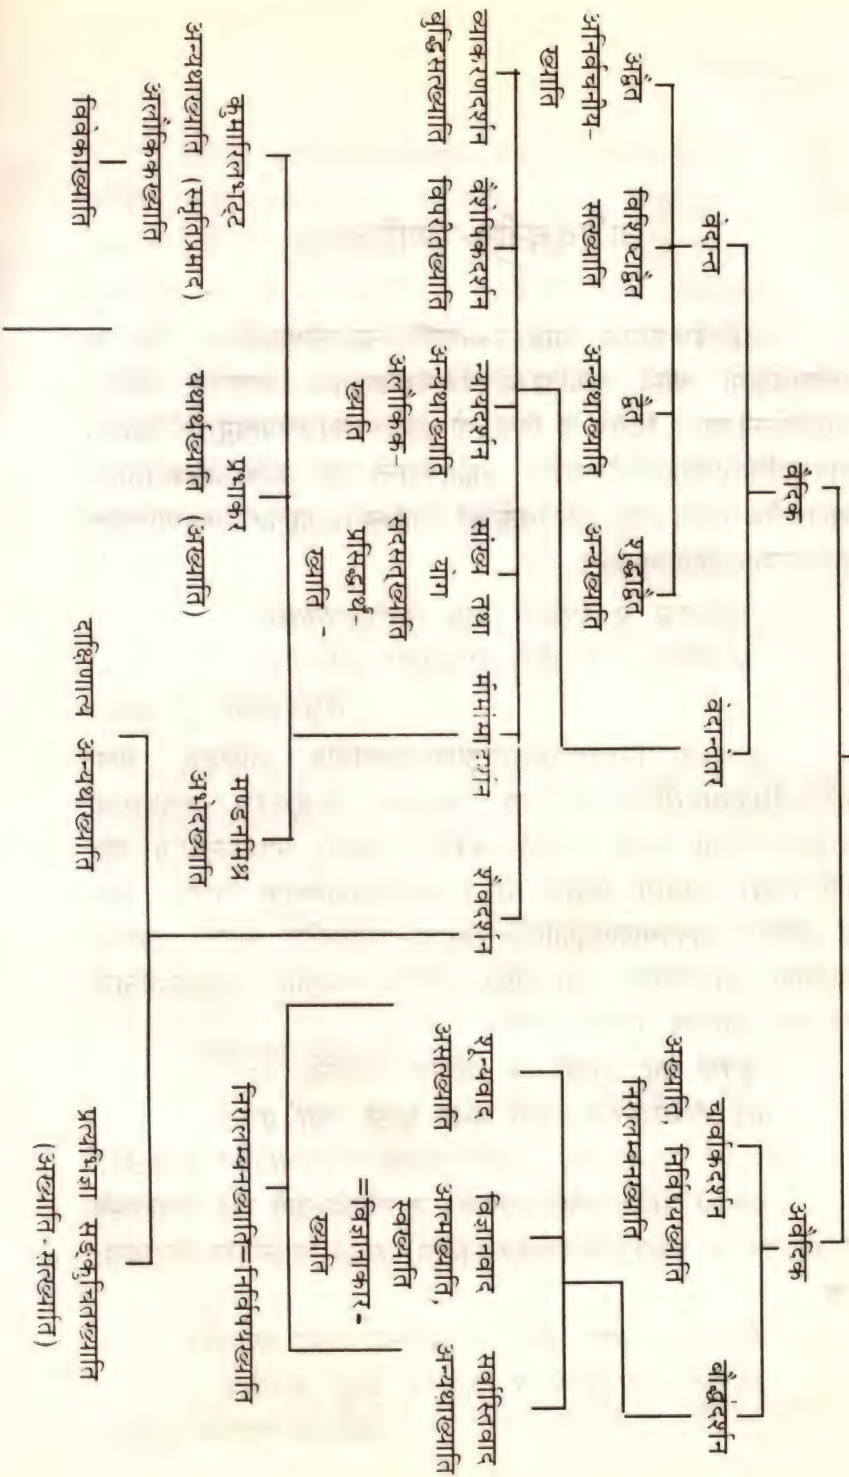 वैदिक
अवैदिक
वेदान्त
वेदान्तेतर
चार्वाकदर्शन
अख्याति, निर्विषयख्याति
निरालम्बनख्याति
बौद्धदर्शन
अद्वैत
अनिर्वचनीय-
ख्याति
विशिष्टाद्वैत
सत्ख्याति
द्वैत
अन्यथाख्याति
शुद्धाद्वैत
अन्यख्याति
व्याकरणदर्शन
बुद्धिसत्ख्याति
वैशेषिकदर्शन
विपरीतख्याति
न्यायदर्शन
अन्यथाख्याति
अलौकिक-
ख्याति
सांख्य तथा
योग
सदसत्ख्याति
प्रसिद्धार्थ
ख्याति-
मीमांसादर्शन
शैवदर्शन
शून्यवाद
असत्ख्याति
विज्ञानवाद
आत्मख्याति,
स्वख्याति
=विज्ञानाकार-
ख्याति
सर्वास्तिवाद
अन्यथाख्याति
निरालम्बनख्याति=निर्विषयख्याति
कुमारिलभट्ट
अन्यथाख्याति (स्मृतिप्रमाद)
अलौकिकख्याति
विवेकाख्याति
प्रभाकर
यथार्थख्याति (अख्याति)
मण्डनमिश्र
अभेदख्याति
दाक्षिणात्य अन्यथाख्याति
प्रत्यभिज्ञा सङ्कुचितख्याति
(अख्याति-सत्ख्याति)